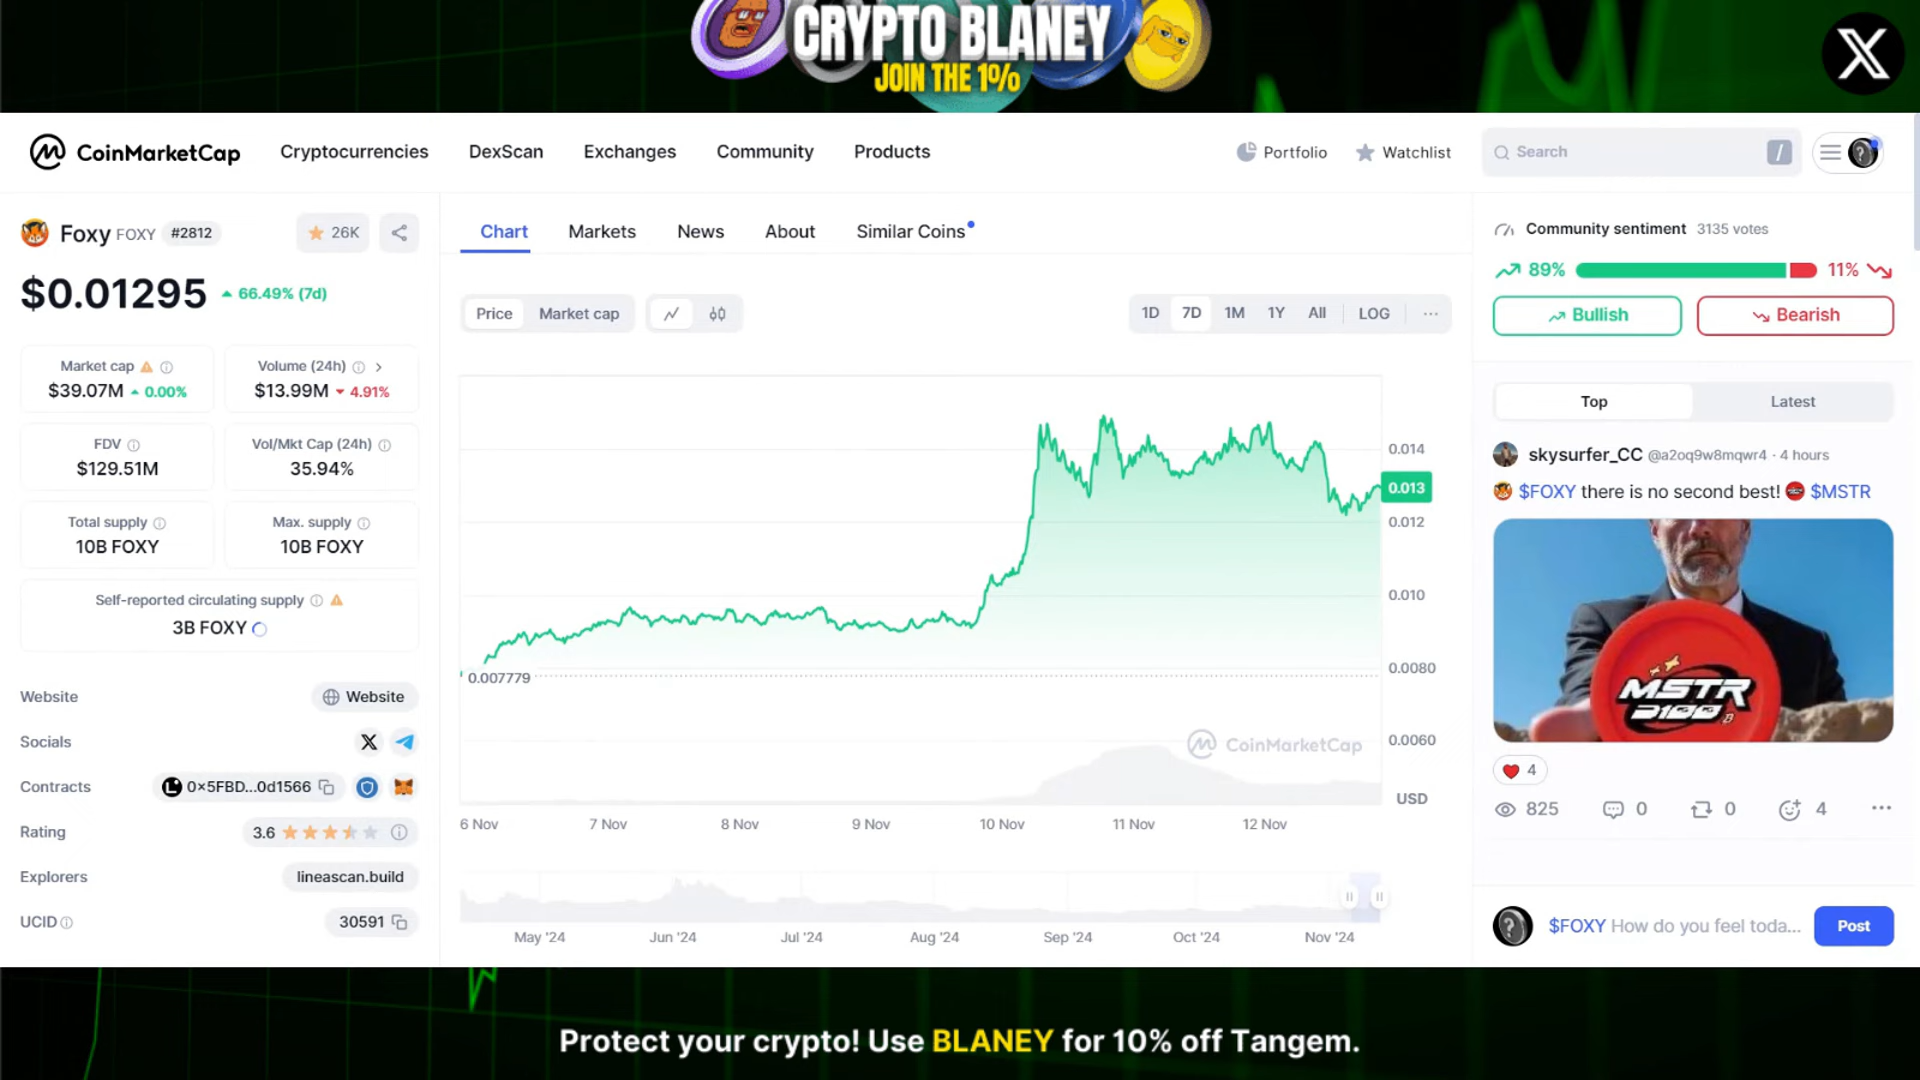 CRYPTO BLANEY
JOIN THE 1%
X
CoinMarketCap
Cryptocurrencies
DexScan
Exchanges
Community
Products
Portfolio
Watchlist
Search
/
Foxy FOXY #2812
26K
$0.01295
66.49% (7d)
Market cap
$39.07M 0.00%
Volume (24h)
$13.99M 4.91%
FDV
$129.51M
Vol/Mkt Cap (24h)
35.94%
Total supply
10B FOXY
Max. supply
10B FOXY
Self-reported circulating supply
3B FOXY
Website
Website
Socials
Contracts
0x5FBD...0d1566
Rating
3.6
Explorers
lineascan.build
UCID
30591
Chart
Markets
News
About
Similar Coins
Price
Market cap
1D
7D
1M
1Y
All
LOG
0.014
0.013
0.012
0.010
0.0080
0.0060
0.007779
CoinMarketCap
USD
6 Nov
7 Nov
8 Nov
9 Nov
10 Nov
11 Nov
12 Nov
May '24
Jun '24
Jul '24
Aug '24
Sep '24
Oct '24
Nov '24
Community sentiment 3135 votes
89%
11%
Bullish
Bearish
Top
Latest
skysurfer_CC @a2oq9w8mqwr4 · 4 hours
$FOXY there is no second best! $MSTR
MSTR
D100
4
825
0
0
4
$FOXY How do you feel toda...
Post
Protect your crypto! Use BLANEY for 10% off Tangem.